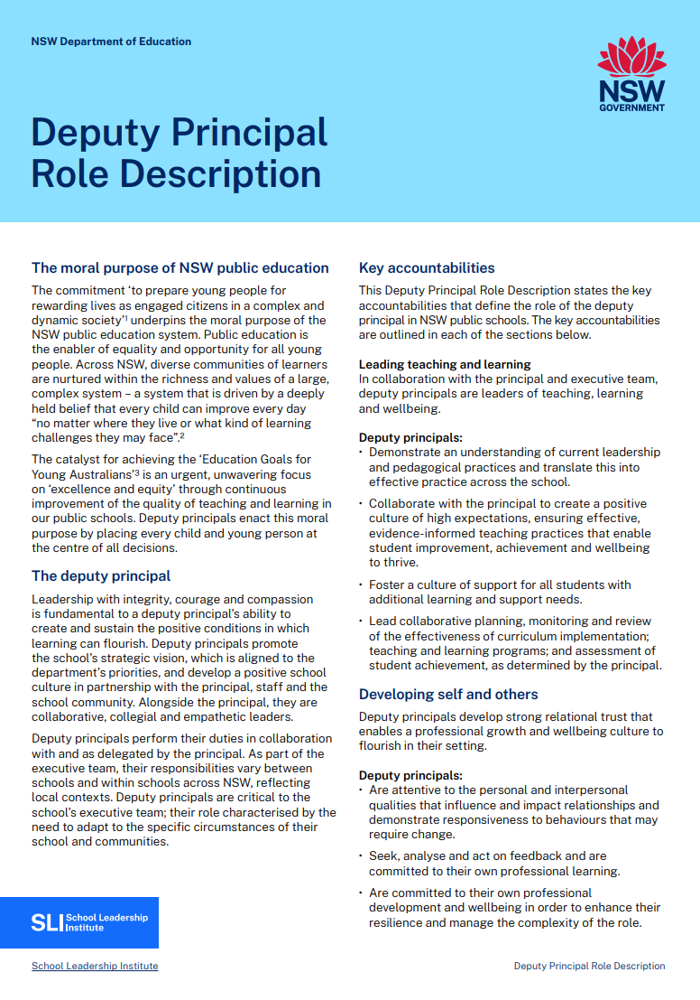 NSW Department of Education
NSW
GOVERNMENT
Deputy Principal
Role Description
The moral purpose of NSW public education
The commitment ‘to prepare young people for
rewarding lives as engaged citizens in a complex and
dynamic society’¹ underpins the moral purpose of the
NSW public education system. Public education is
the enabler of equality and opportunity for all young
people. Across NSW, diverse communities of learners
are nurtured within the richness and values of a large,
complex system – a system that is driven by a deeply
held belief that every child can improve every day
“no matter where they live or what kind of learning
challenges they may face”.²
The catalyst for achieving the ‘Education Goals for
Young Australians’³ is an urgent, unwavering focus
on ‘excellence and equity’ through continuous
improvement of the quality of teaching and learning in
our public schools. Deputy principals enact this moral
purpose by placing every child and young person at
the centre of all decisions.
The deputy principal
Leadership with integrity, courage and compassion
is fundamental to a deputy principal’s ability to
create and sustain the positive conditions in which
learning can flourish. Deputy principals promote
the school’s strategic vision, which is aligned to the
department’s priorities, and develop a positive school
culture in partnership with the principal, staff and the
school community. Alongside the principal, they are
collaborative, collegial and empathetic leaders.
Deputy principals perform their duties in collaboration
with and as delegated by the principal. As part of the
executive team, their responsibilities vary between
schools and within schools across NSW, reflecting
local contexts. Deputy principals are critical to the
school’s executive team; their role characterised by the
need to adapt to the specific circumstances of their
school and communities.
Key accountabilities
This Deputy Principal Role Description states the key
accountabilities that define the role of the deputy
principal in NSW public schools. The key accountabilities
are outlined in each of the sections below.
Leading teaching and learning
In collaboration with the principal and executive team,
deputy principals are leaders of teaching, learning
and wellbeing.
Deputy principals:
• Demonstrate an understanding of current leadership
and pedagogical practices and translate this into
effective practice across the school.
• Collaborate with the principal to create a positive
culture of high expectations, ensuring effective,
evidence-informed teaching practices that enable
student improvement, achievement and wellbeing
to thrive.
• Foster a culture of support for all students with
additional learning and support needs.
• Lead collaborative planning, monitoring and review
of the effectiveness of curriculum implementation;
teaching and learning programs; and assessment of
student achievement, as determined by the principal.
Developing self and others
Deputy principals develop strong relational trust that
enables a professional growth and wellbeing culture to
flourish in their setting.
Deputy principals:
• Are attentive to the personal and interpersonal
qualities that influence and impact relationships and
demonstrate responsiveness to behaviours that may
require change.
• Seek, analyse and act on feedback and are
committed to their own professional learning.
• Are committed to their own professional
development and wellbeing in order to enhance their
resilience and manage the complexity of the role.
SLI School Leadership
Institute
School Leadership Institute
Deputy Principal Role Description